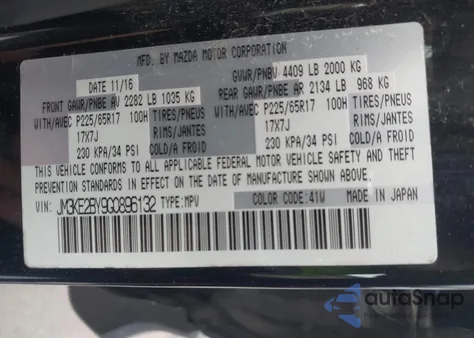 MFD. BY MAZDA MOTOR CORPORATION
DATE 11/16 GVWR/PNBV 4409 LB 2000 KG
FRONT GAWR/PNBE AV 2282 LB 1035 KG REAR GAWR/PNBE AR 2134 LB 968 KG
WITH/AVEC P225/65R17 100H TIRES/PNEUS WITH/AVEC P225/65R17 100H TIRES/PNEUS
17X7J RIMS/JANTES 17X7J RIMS/JANTES
230 KPA/34 PSI COLD/A FROID 230 KPA/34 PSI COLD/A FROID
THIS VEHICLE CONFORMS TO ALL APPLICABLE FEDERAL MOTOR VEHICLE SAFETY, BUMPER, AND THEFT
PREVENTION STANDARDS IN EFFECT ON THE DATE OF MANUFACTURE SHOWN ABOVE.
VIN: JM3KE2BY9G0896132 TYPE:MPV COLOR CODE:41W MADE IN JAPAN
autoSnap